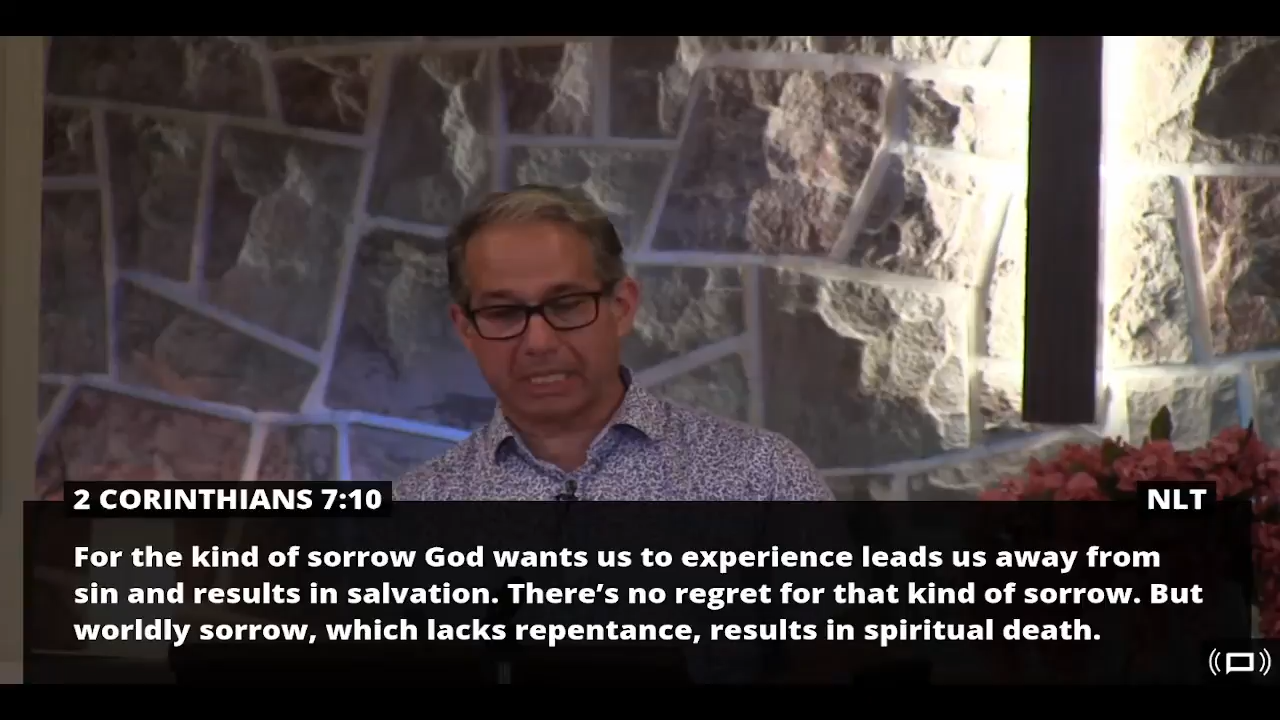 2 CORINTHIANS 7:10
NLT
For the kind of sorrow God wants us to experience leads us away from
sin and results in salvation. There’s no regret for that kind of sorrow. But
worldly sorrow, which lacks repentance, results in spiritual death.